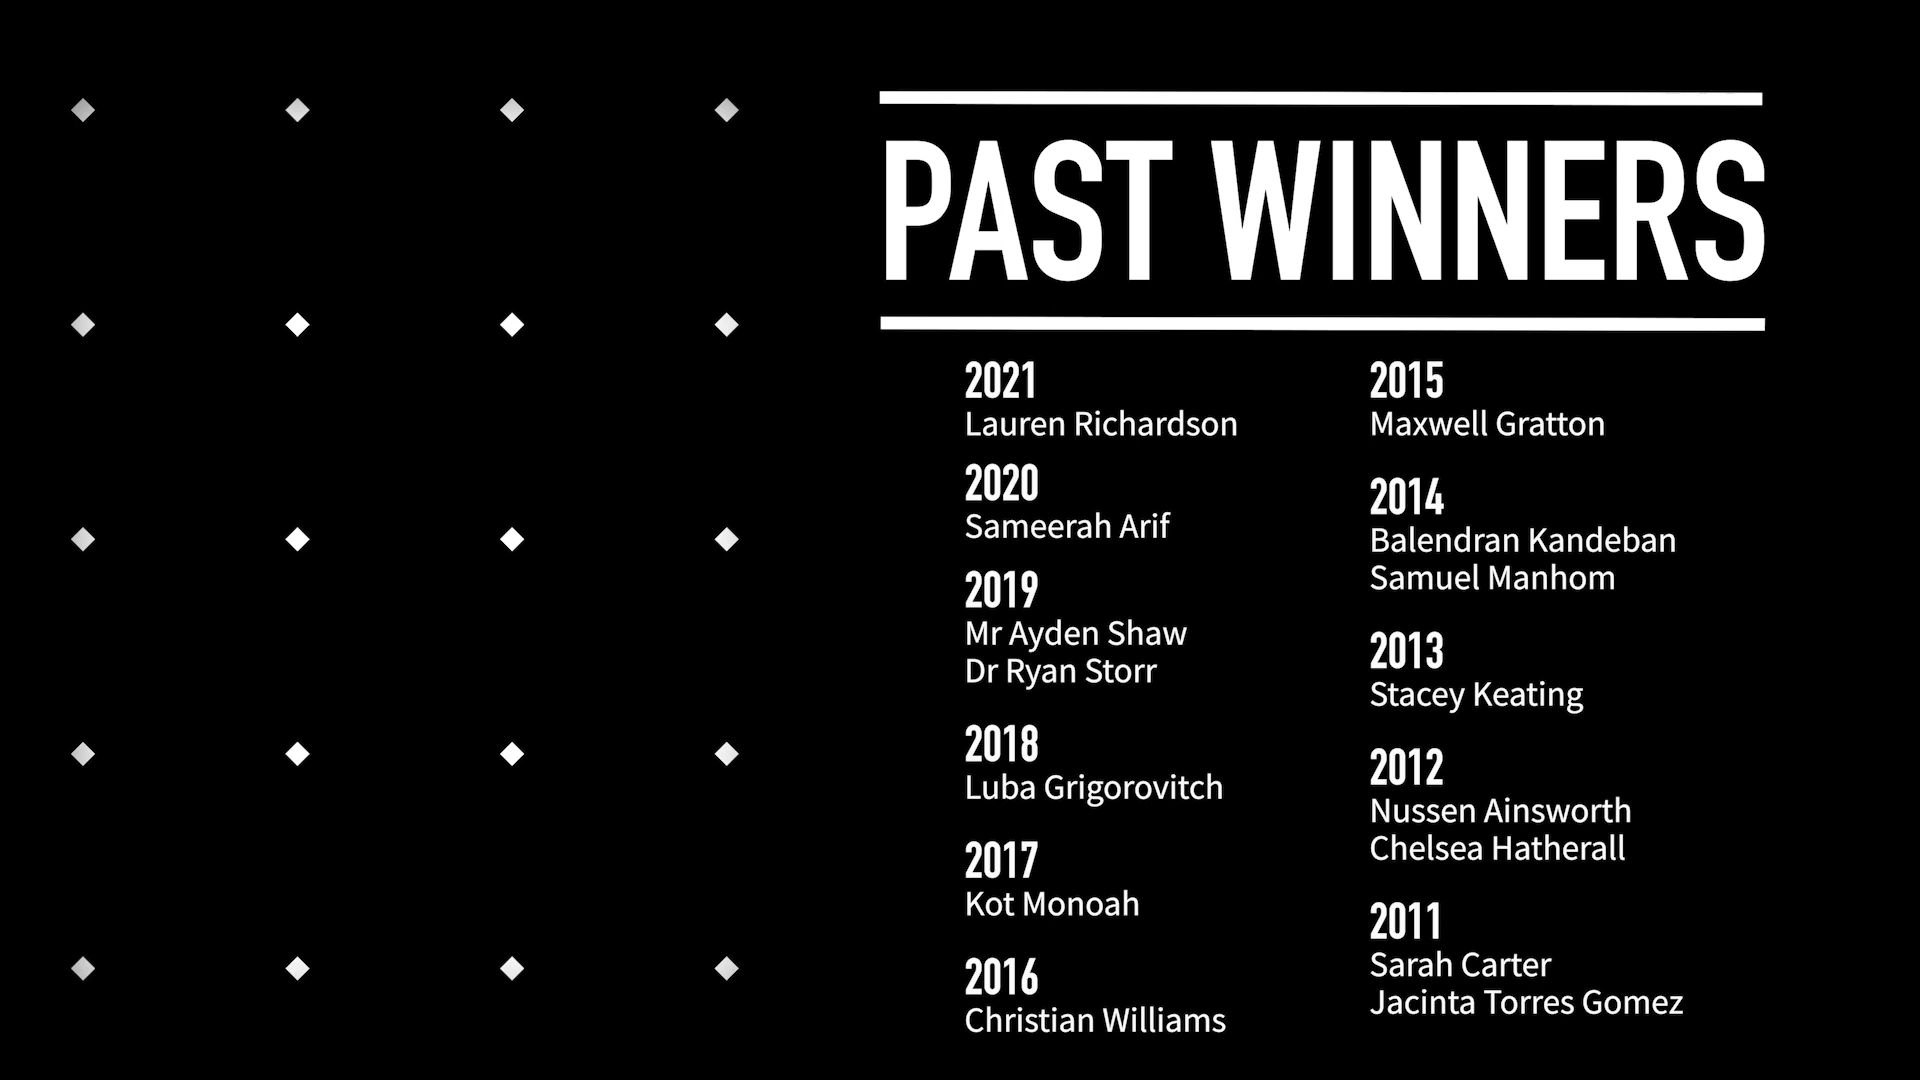 PAST WINNERS
2021
Lauren Richardson
2020
Sameerah Arif
2019
Mr Ayden Shaw
Dr Ryan Storr
2018
Luba Grigorovitch
2017
Kot Monoah
2016
Christian Williams
2015
Maxwell Gratton
2014
Balendran Kandeban
Samuel Manhom
2013
Stacey Keating
2012
Nussen Ainsworth
Chelsea Hatherall
2011
Sarah Carter
Jacinta Torres Gomez